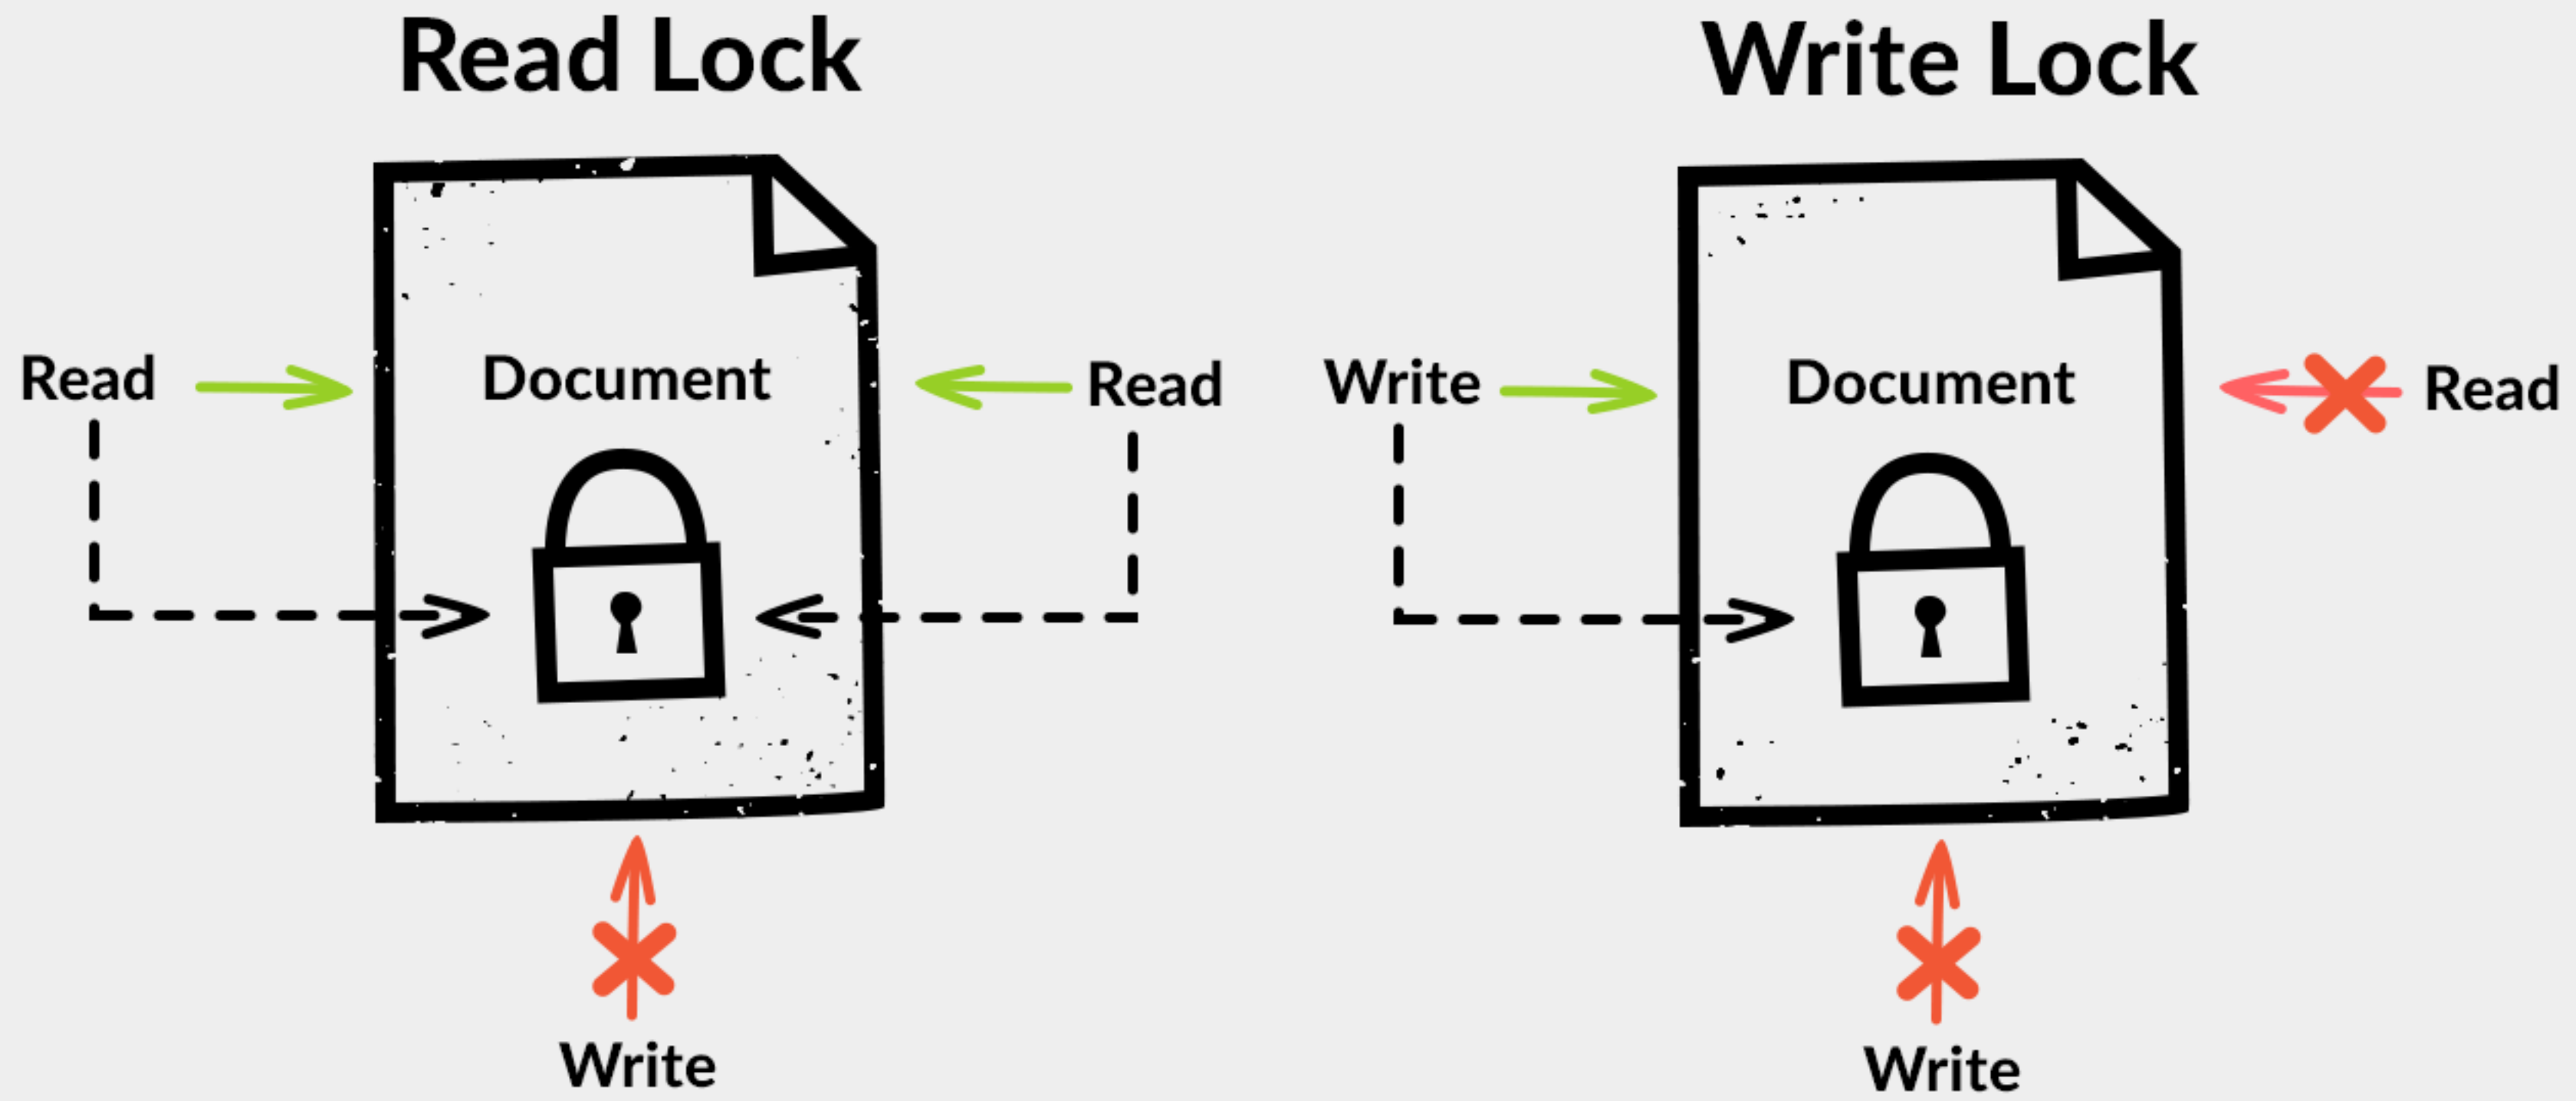 Read Lock
Read
Document
Read
Write
Write Lock
Write
Document
Read
Write